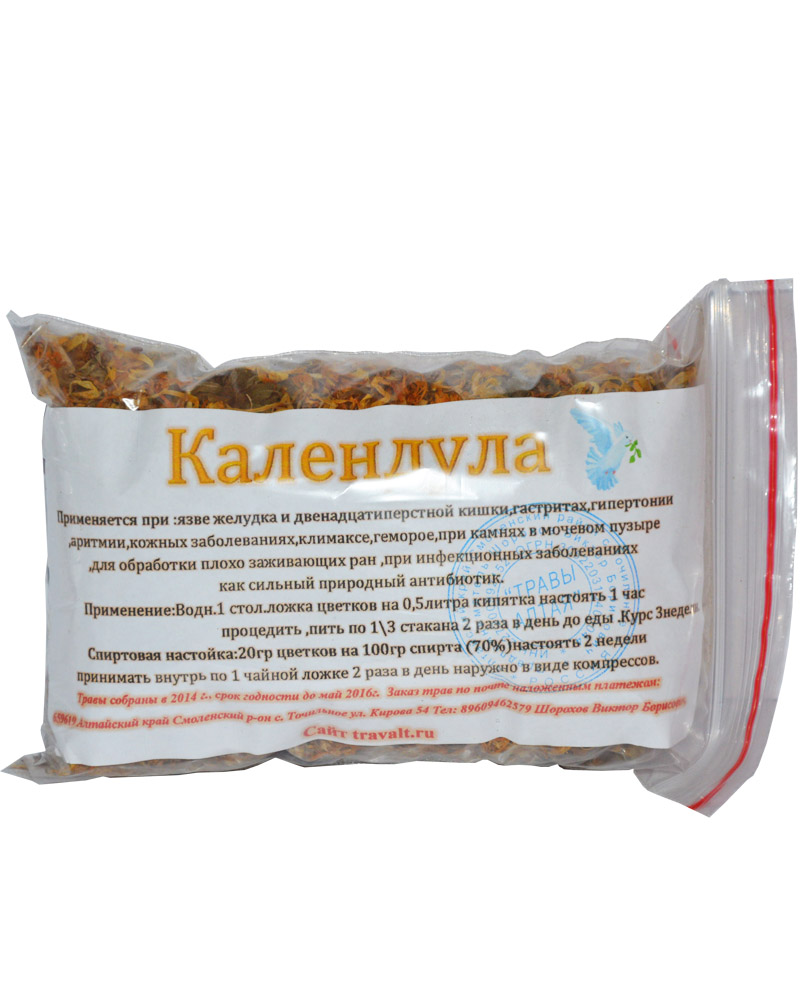 Календула
Применяется при :язве желудка и двенадцатиперстной кишки,гастритах,гипертонии
,аритмии,кожных заболеваниях,климаксе,геморое,при камнях в мочевом пузыре
,для обработки плохо заживающих ран ,при инфекционных заболеваниях
как сильный природный антибиотик.
Применение:Водн.1 стол.ложка цветков на 0,5литра кипятка настоять 1 час
процедить ,пить по 1\3 стакана 2 раза в день до еды .Курс 3недели
Спиртовая настойка:20гр цветков на 100гр спирта (70%)настоять 2 недели
принимать внутрь по 1 чайной ложке 2 раза в день наружно в виде компрессов.
Травы собраны в 2014 г., срок годности до май 2016г. Заказ трав по почте наложенным платежом:
Алтайский край Смоленский р-он с. Точильное ул. Кирова 54 Тел: 89609462579 Шорохов Виктор Борисович
Сайт travalt.ru
"ТРАВЫ
АЛТАЯ"
РОССИЯ